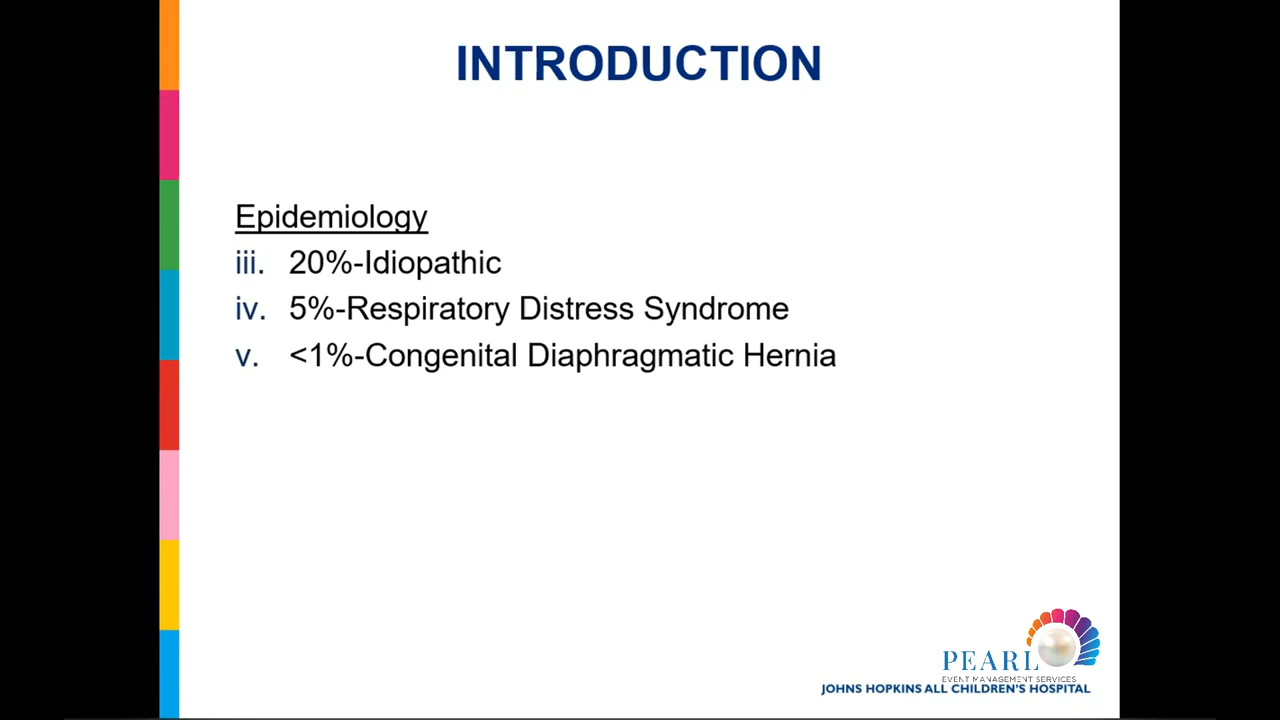 INTRODUCTION
Epidemiology
iii. 20%-Idiopathic
iv. 5%-Respiratory Distress Syndrome
v. <1%-Congenital Diaphragmatic Hernia
PEARL
EVENT MANAGEMENT SERVICES
JOHNS HOPKINS ALL CHILDREN'S HOSPITAL